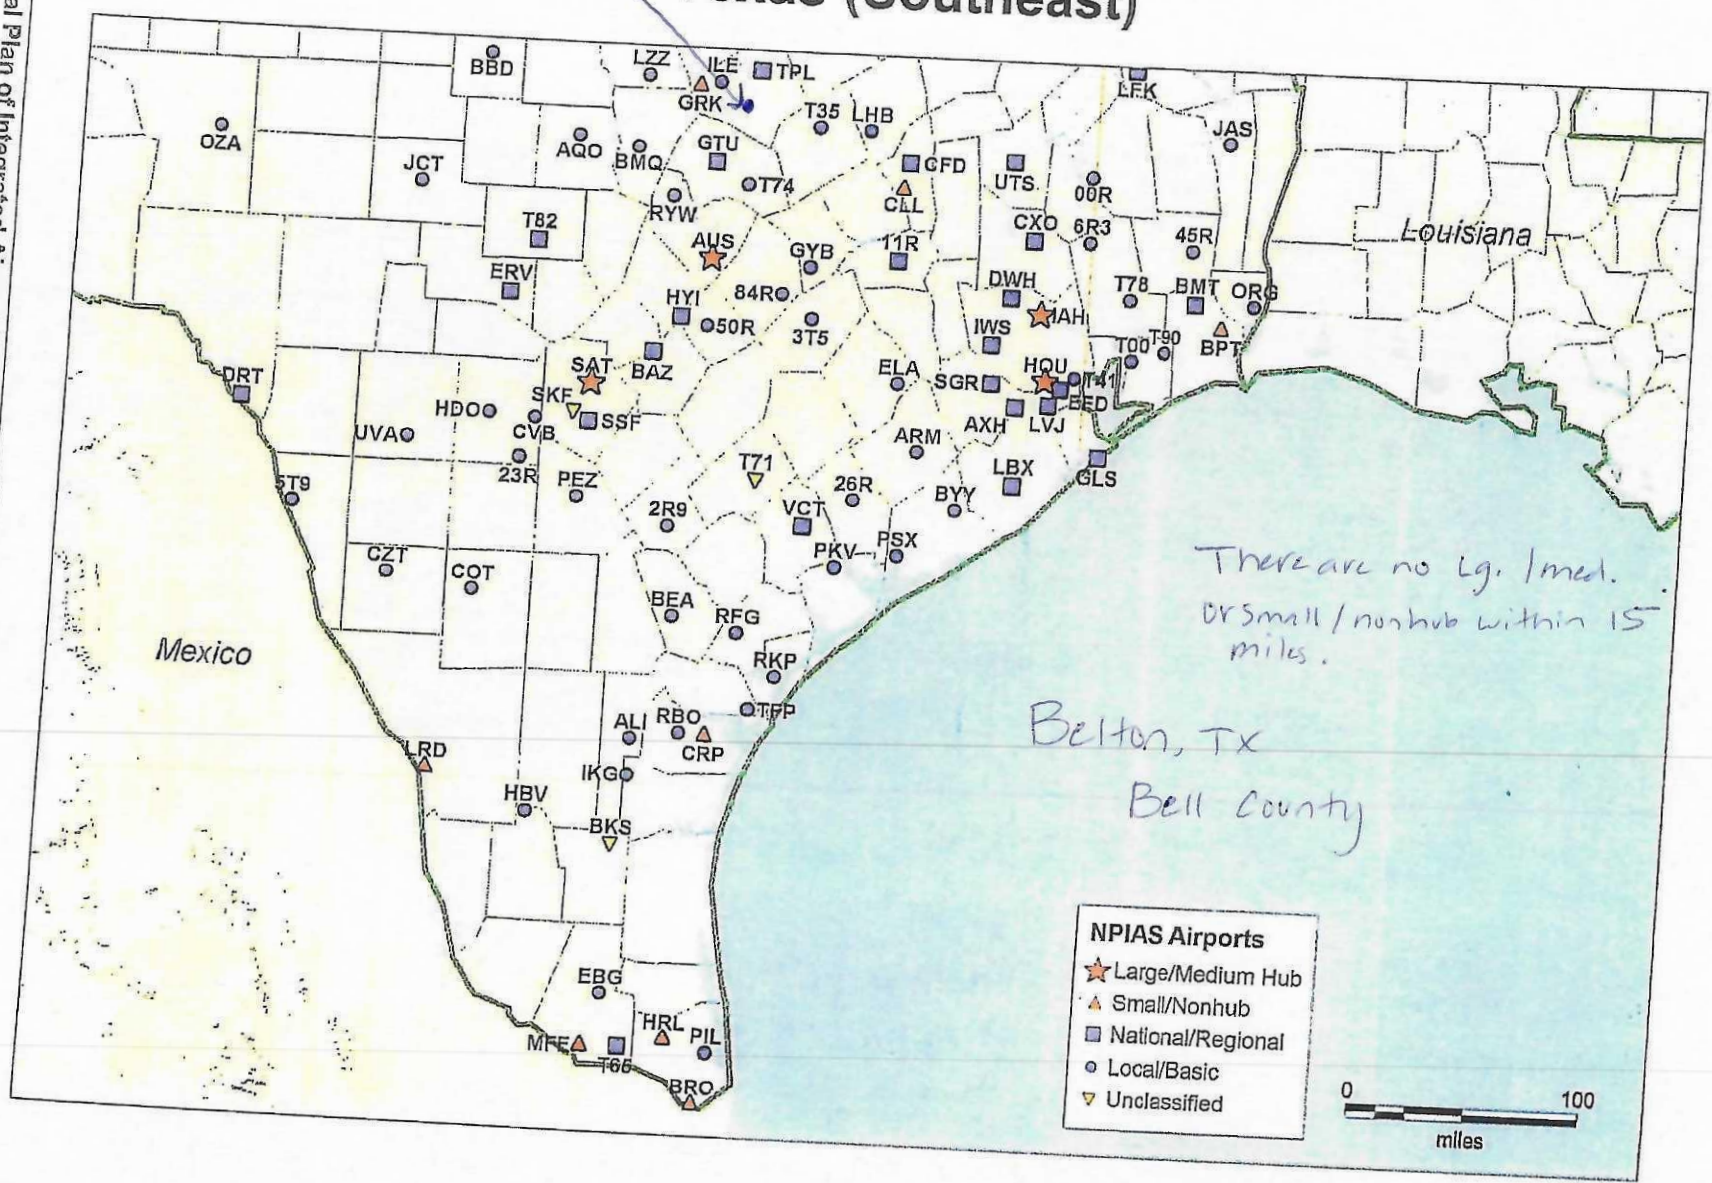 (Southeast)
al Plan of Integrated Ai
BBD
LZZ
ILE
TPL
LFK
GRK
OZA
T35
LHB
JAS
JCT
AQO
BMQ
GTU
CFD
UTS
T74
00R
CLL
RYW
T82
AUS
GYB
11R
CXO
6R3
45R
Louisiana
ERV
HYI
84R
DWH
T78
BMT
ORG
50R
3T5
IWS
IAH
T00
T90
BPT
DRT
SAT
BAZ
ELA
SGR
HOU
T41
EFD
HDO
SKF
SSF
AXH
LVJ
UVA
CVB
ARM
23R
PEZ
T71
26R
LBX
GLS
5T9
2R9
VCT
BYY
PKV
PSX
CZT
COT
There are no Lg. /med.
or small/nonhub within 15
miles.
BEA
RFG
Mexico
RKP
TFP
Belton, TX
ALI
RBO
CRP
LRD
IKG
HBV
Bell County
BKS
NPIAS Airports
Large/Medium Hub
Small/Nonhub
National/Regional
Local/Basic
Unclassified
EBG
HRL
PIL
MFE
T65
BRO
0 100
miles